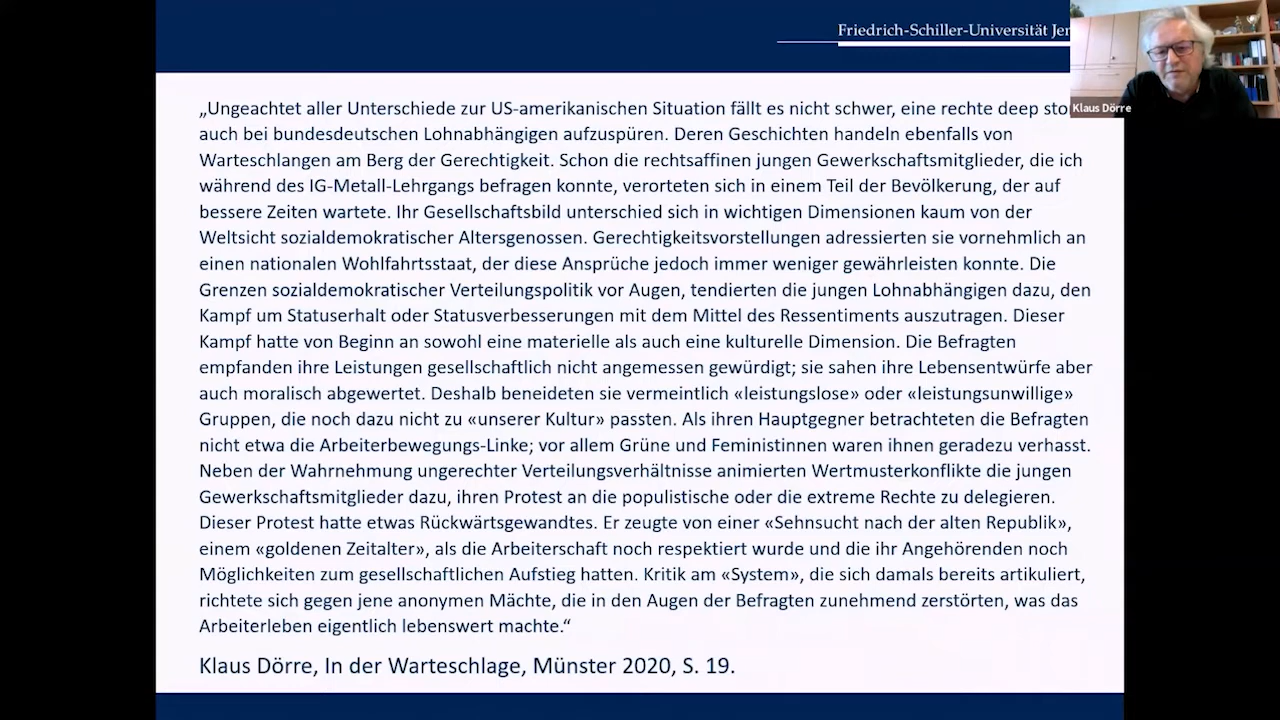 Friedrich-Schiller-Universität Je
Klaus Dörre
„Ungeachtet aller Unterschiede zur US-amerikanischen Situation fällt es nicht schwer, eine rechte deep sto
auch bei bundesdeutschen Lohnabhängigen aufzuspüren. Deren Geschichten handeln ebenfalls von
Warteschlangen am Berg der Gerechtigkeit. Schon die rechtsaffinen jungen Gewerkschaftsmitglieder, die ich
während des IG-Metall-Lehrgangs befragen konnte, verorteten sich in einem Teil der Bevölkerung, der auf
bessere Zeiten wartete. Ihr Gesellschaftsbild unterschied sich in wichtigen Dimensionen kaum von der
Weltsicht sozialdemokratischer Altersgenossen. Gerechtigkeitsvorstellungen adressierten sie vornehmlich an
einen nationalen Wohlfahrtsstaat, der diese Ansprüche jedoch immer weniger gewährleisten konnte. Die
Grenzen sozialdemokratischer Verteilungspolitik vor Augen, tendierten die jungen Lohnabhängigen dazu, den
Kampf um Statuserhalt oder Statusverbesserungen mit dem Mittel des Ressentiments auszutragen. Dieser
Kampf hatte von Beginn an sowohl eine materielle als auch eine kulturelle Dimension. Die Befragten
empfanden ihre Leistungen gesellschaftlich nicht angemessen gewürdigt; sie sahen ihre Lebensentwürfe aber
auch moralisch abgewertet. Deshalb beneideten sie vermeintlich «leistungslose» oder «leistungsunwillige»
Gruppen, die noch dazu nicht zu «unserer Kultur» passten. Als ihren Hauptgegner betrachteten die Befragten
nicht etwa die Arbeiterbewegungs-Linke; vor allem Grüne und Feministinnen waren ihnen geradezu verhasst.
Neben der Wahrnehmung ungerechter Verteilungsverhältnisse animierten Wertmusterkonflikte die jungen
Gewerkschaftsmitglieder dazu, ihren Protest an die populistische oder die extreme Rechte zu delegieren.
Dieser Protest hatte etwas Rückwärtsgewandtes. Er zeugte von einer «Sehnsucht nach der alten Republik»,
einem «goldenen Zeitalter», als die Arbeiterschaft noch respektiert wurde und die ihr Angehörenden noch
Möglichkeiten zum gesellschaftlichen Aufstieg hatten. Kritik am «System», die sich damals bereits artikuliert,
richtete sich gegen jene anonymen Mächte, die in den Augen der Befragten zunehmend zerstörten, was das
Arbeiterleben eigentlich lebenswert machte.“
Klaus Dörre, In der Warteschlage, Münster 2020, S. 19.